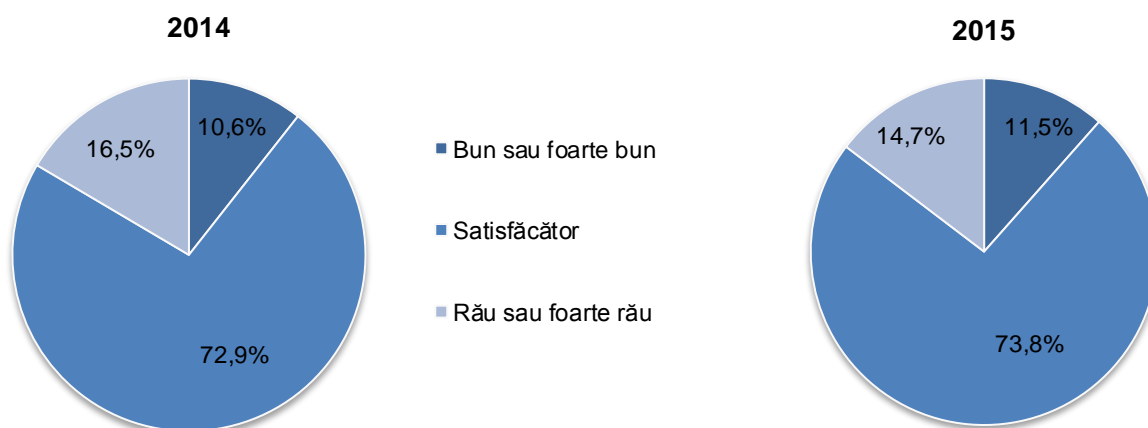 2014
2015
10,6%
16,5%
72,9%
Bun sau foarte bun
Satisfăcător
Rău sau foarte rău
11,5%
14,7%
73,8%